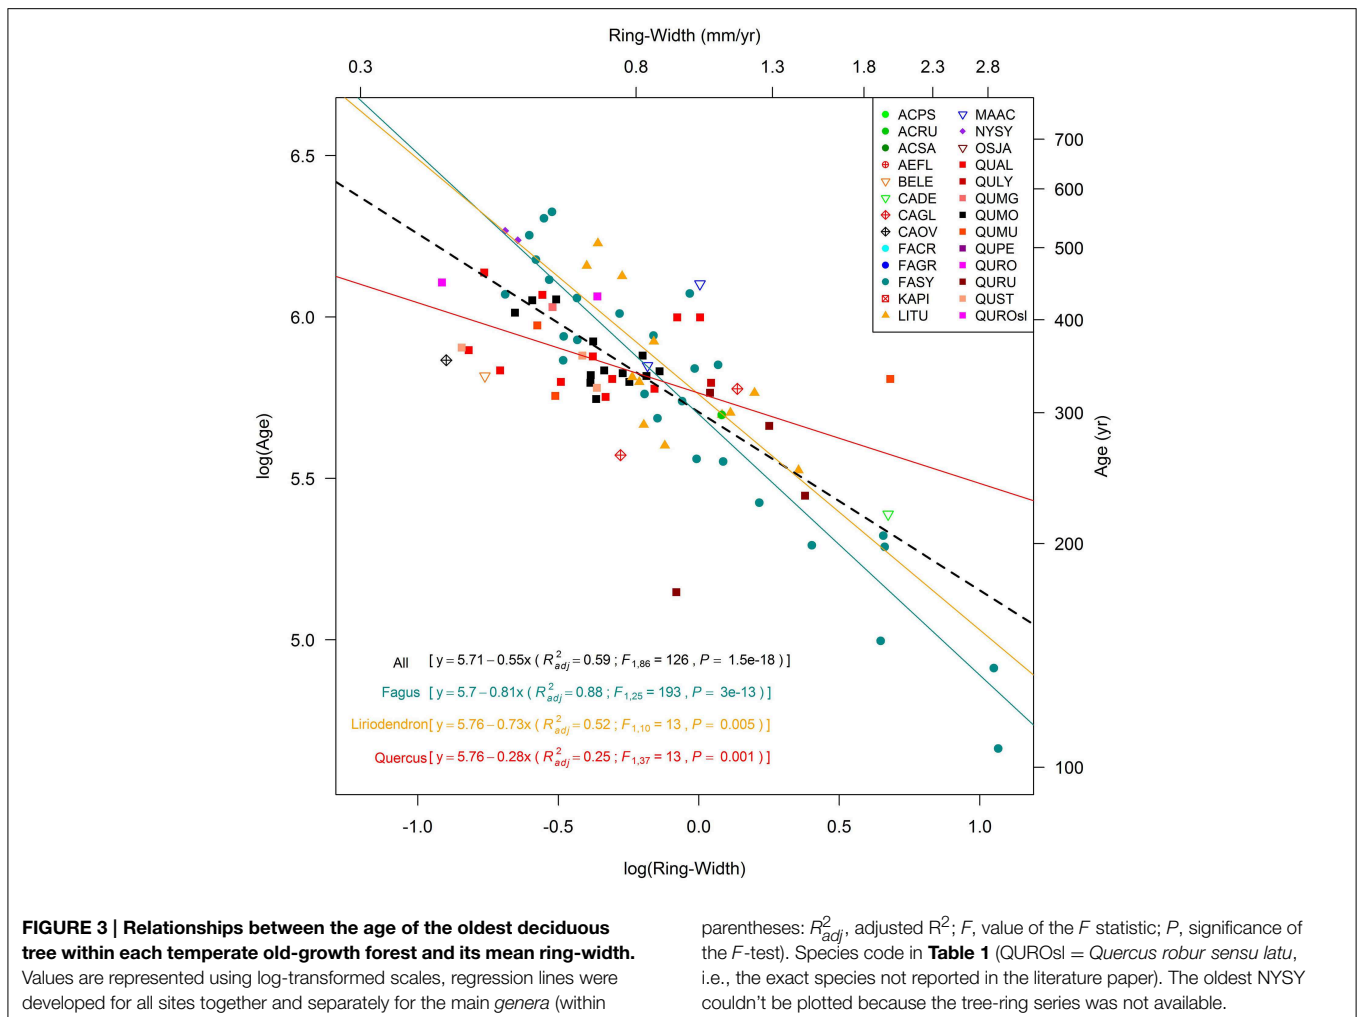 Ring-Width (mm/yr)
0.3 0.8 1.3 1.8 2.3 2.8
6.5
6.0
5.5
5.0
log(Age)
700
600
500
400
300
200
100
Age (yr)
ACPS
ACRU
ACSA
AEFL
BELE
CADE
CAGL
CAOV
FACR
FAGR
FASY
KAPI
LITU
MAAC
NYSY
OSJA
QUAL
QULY
QUMG
QUMO
QUMU
QUPE
QURO
QURU
QUST
QUROsl
All [ y = 5.71 − 0.55x ( R²adj = 0.59 ; F1,86 = 126 , P = 1.5e-18 ) ]
Fagus [ y = 5.7 − 0.81x ( R²adj = 0.88 ; F1,25 = 193 , P = 3e-13 ) ]
Liriodendron [ y = 5.76 − 0.73x ( R²adj = 0.52 ; F1,10 = 13 , P = 0.005 ) ]
Quercus [ y = 5.76 − 0.28x ( R²adj = 0.25 ; F1,37 = 13 , P = 0.001 ) ]
-1.0 -0.5 0.0 0.5 1.0
log(Ring-Width)
FIGURE 3 | Relationships between the age of the oldest deciduous
tree within each temperate old-growth forest and its mean ring-width.
Values are represented using log-transformed scales, regression lines were
developed for all sites together and separately for the main genera (within
parentheses: R²adj, adjusted R²; F, value of the F statistic; P, significance of
the F-test). Species code in Table 1 (QUROsl = Quercus robur sensu latu,
i.e., the exact species not reported in the literature paper). The oldest NYSY
couldn't be plotted because the tree-ring series was not available.